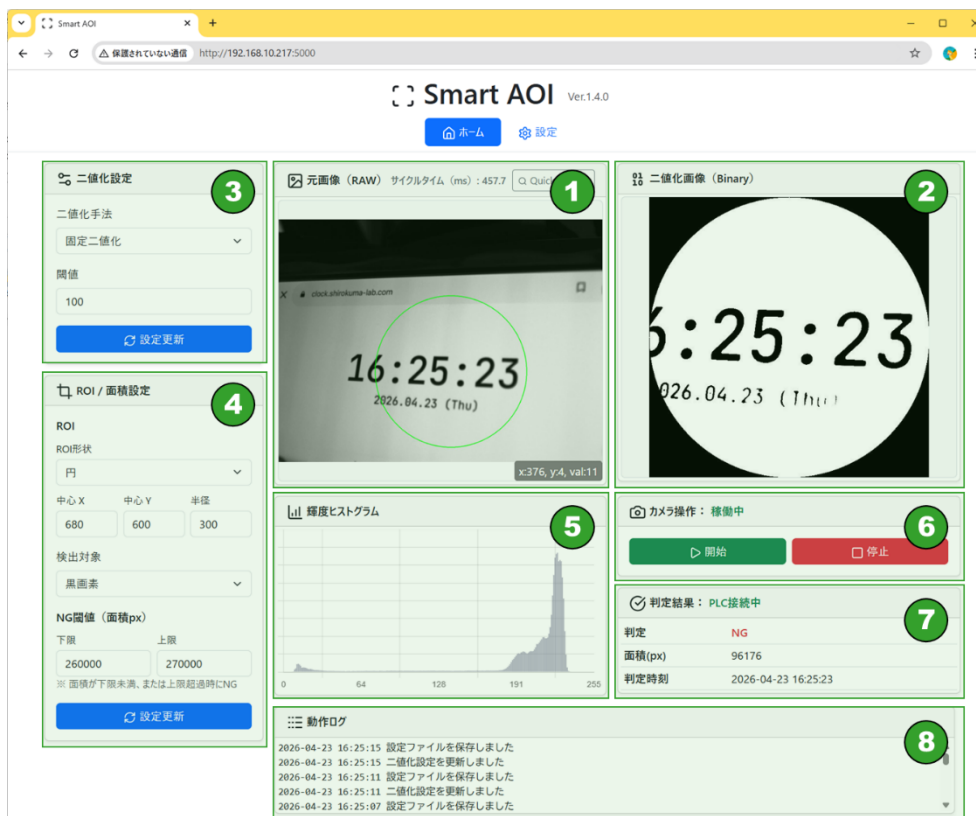 Smart AOI
保護されていない通信 http://192.168.10.217:5000
Smart AOI Ver.1.4.0
ホーム 設定
二値化設定 3
二値化手法
固定二値化
閾値
100
設定更新
ROI / 面積設定 4
ROI
ROI形状
円
中心 X 中心 Y 半径
680 600 300
検出対象
黒画素
NG閾値（面積px）
下限 上限
260000 270000
※ 面積が下限未満、または上限超過時にNG
設定更新
元画像（RAW） サイクルタイム（ms）: 457.7 1
clock.shirokuma-lab.com
16:25:23
2026.04.23 (Thu)
x:376, y:4, val:11
二値化画像（Binary） 2
6:25:23
2026.04.23 (Thu)
輝度ヒストグラム 5
0 64 128 191 255
カメラ操作： 稼働中 6
開始 停止
判定結果： PLC接続中 7
判定 NG
面積(px) 96176
判定時刻 2026-04-23 16:25:23
動作ログ 8
2026-04-23 16:25:15 設定ファイルを保存しました
2026-04-23 16:25:15 二値化設定を更新しました
2026-04-23 16:25:11 設定ファイルを保存しました
2026-04-23 16:25:11 二値化設定を更新しました
2026-04-23 16:25:07 設定ファイルを保存しました